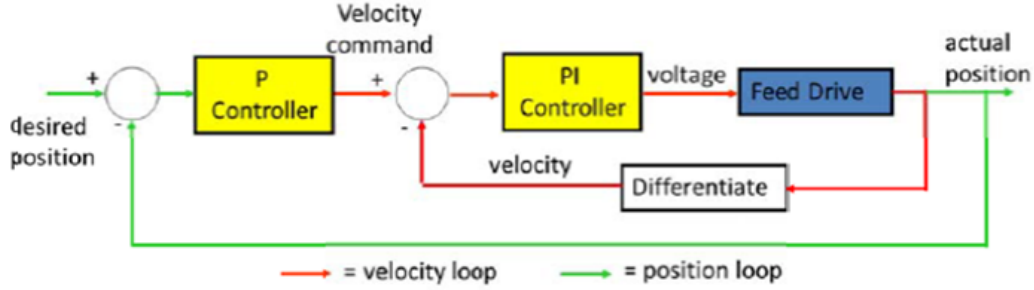 Velocity
command
actual
position
+
P
Controller
+
PI
Controller
voltage
Feed Drive
desired
position
-
-
velocity
Differentiate
= velocity loop
= position loop